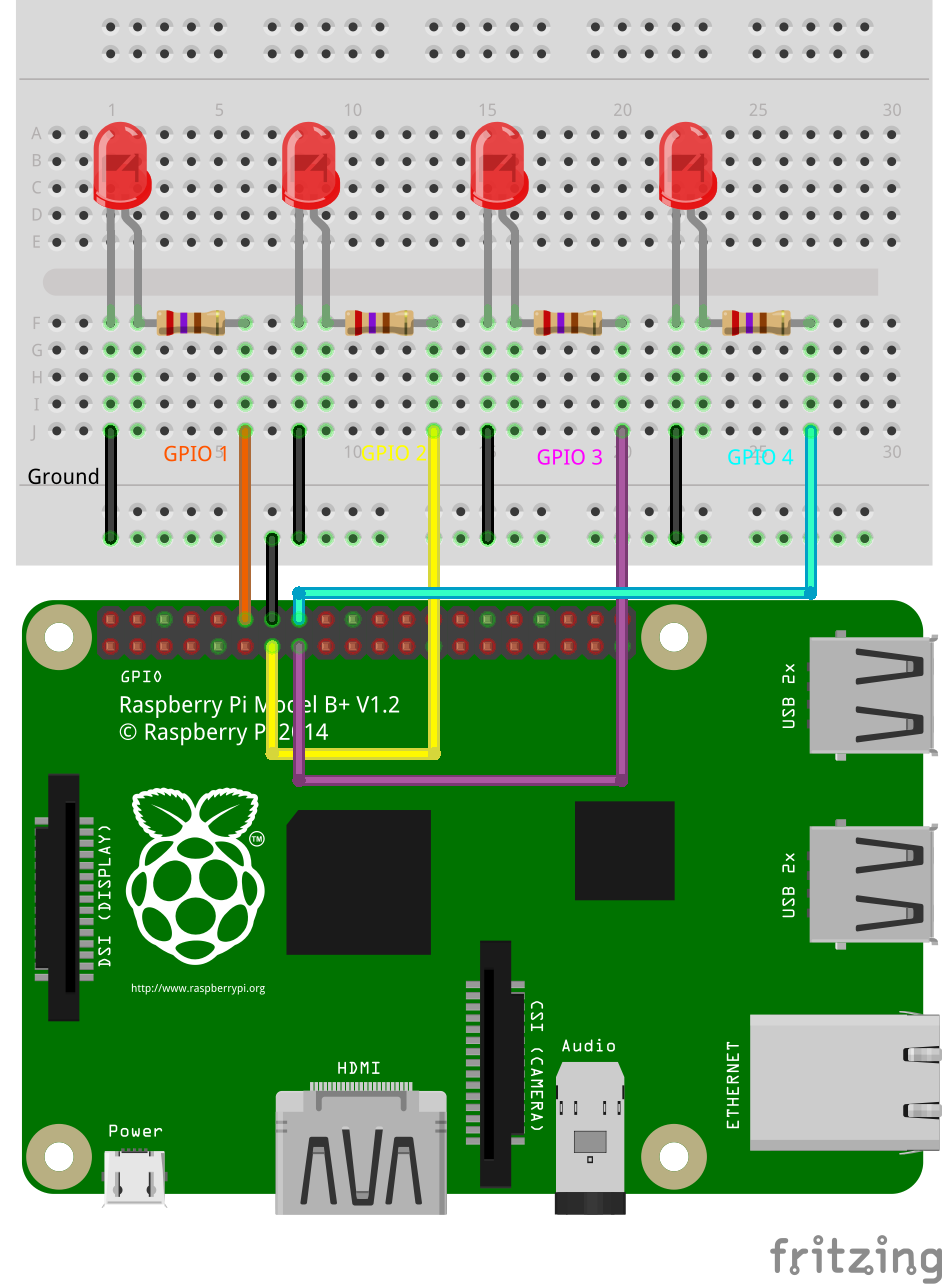 1 5 10 15 20 25 30
A
B
C
D
E
F
G
H
I
J
GPIO 1 GPIO 2 GPIO 3 GPIO 4
5 10 20 25 30
Ground
GPIO
Raspberry Pi Model B+ V1.2
© Raspberry Pi 2014
USB 2x
TM
DSI (DISPLAY)
USB 2x
http://www.raspberrypi.org
CSI (CAMERA)
Audio
ETHERNET
HDMI
Power
fritzing